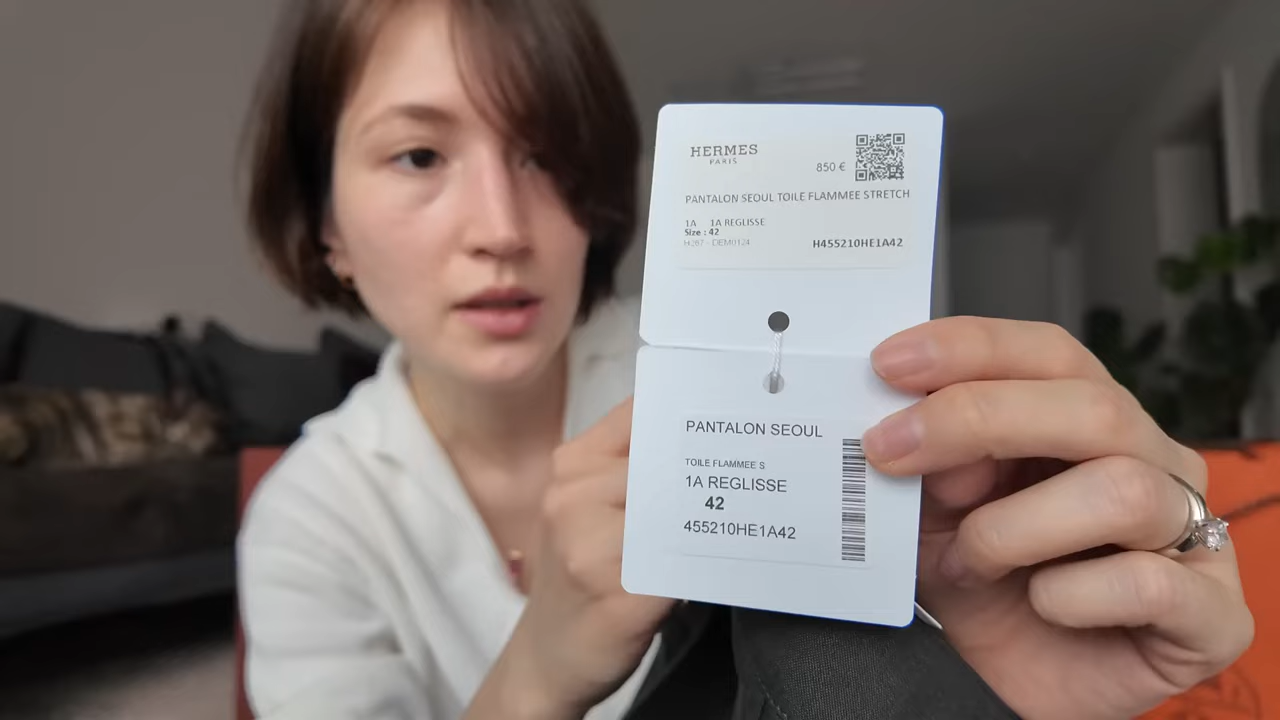 HERMES
PARIS
850 €
PANTALON SEOUL TOILE FLAMMEE STRETCH
1A 1A REGLISSE
Size : 42
H455210HE1A42
PANTALON SEOUL
TOILE FLAMMEE S
1A REGLISSE
42
455210HE1A42